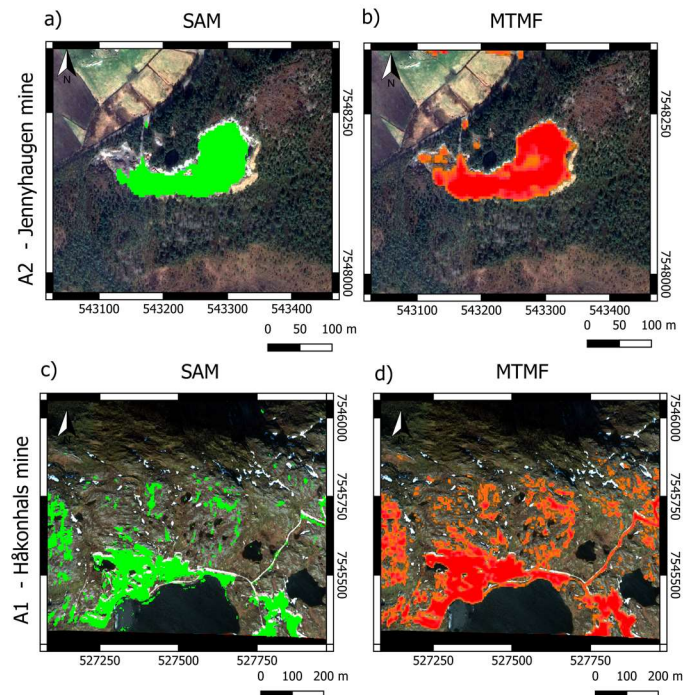 SAM
MTMF
a)
b)
A2 - Jennyhaugen mine
N
7548250
7548000
543100 543200 543300 543400
0 50 100 m
7548250
7548000
543100 543200 543300 543400
0 50 100 m
SAM
MTMF
c)
d)
A1 - Håkonhals mine
7546000
7545750
7545500
527250 527500 527750
0 100 200 m
7546000
7545750
7545500
527250 527500 527750
0 100 200 m